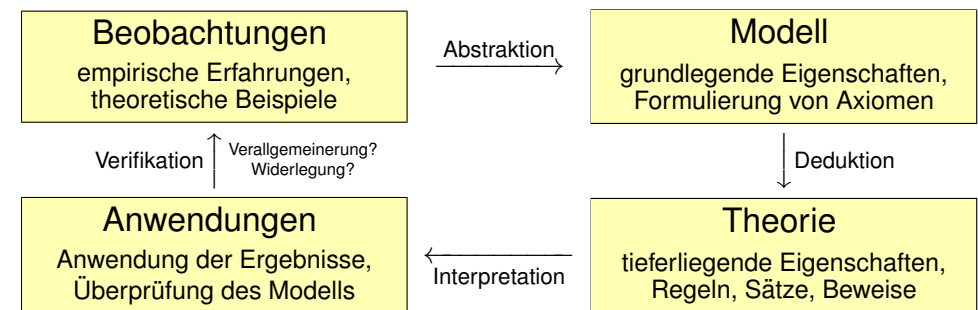 Beobachtungen
empirische Erfahrungen,
theoretische Beispiele
Abstraktion
Modell
grundlegende Eigenschaften,
Formulierung von Axiomen
Verifikation
Verallgemeinerung?
Widerlegung?
Deduktion
Anwendungen
Anwendung der Ergebnisse,
Überprüfung des Modells
Interpretation
Theorie
tieferliegende Eigenschaften,
Regeln, Sätze, Beweise